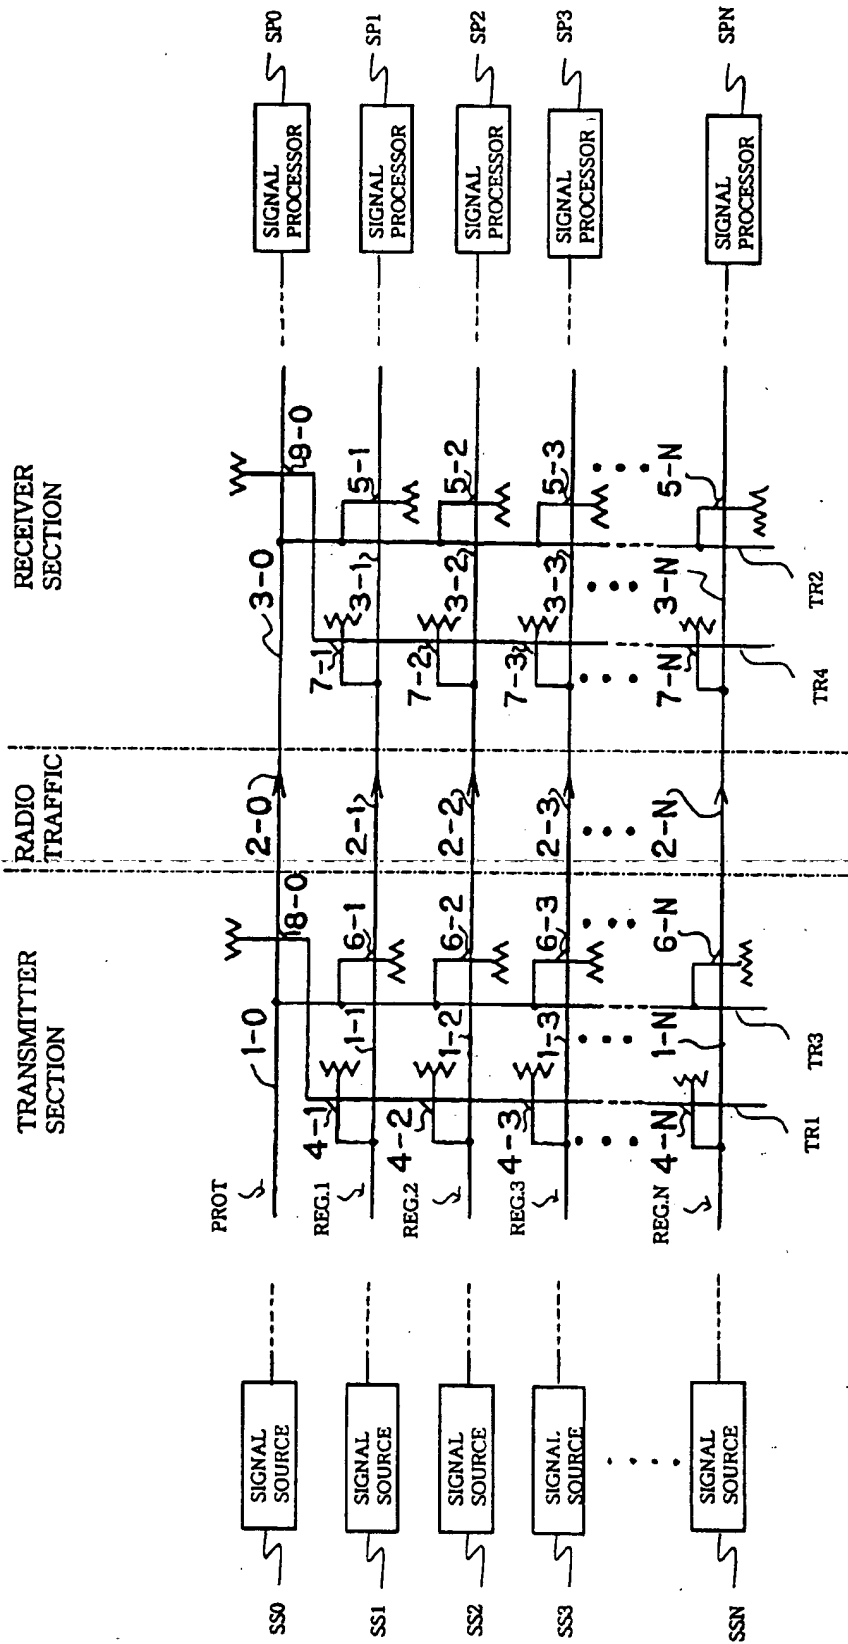 TRANSMITTER
SECTION
RADIO
TRAFFIC
RECEIVER
SECTION
SS0
SIGNAL
SOURCE
PROT
1-0
8-0
2-0
3-0
9-0
SIGNAL
PROCESSOR
SP0
SS1
SIGNAL
SOURCE
REG.1
4-1
1-1
6-1
2-1
7-1
3-1
5-1
SIGNAL
PROCESSOR
SP1
SS2
SIGNAL
SOURCE
REG.2
4-2
1-2
6-2
2-2
7-2
3-2
5-2
SIGNAL
PROCESSOR
SP2
SS3
SIGNAL
SOURCE
REG.3
4-3
1-3
6-3
2-3
7-3
3-3
5-3
SIGNAL
PROCESSOR
SP3
SSN
SIGNAL
SOURCE
REG.N
4-N
1-N
6-N
2-N
7-N
3-N
5-N
SIGNAL
PROCESSOR
SPN
TR1
TR3
TR4
TR2